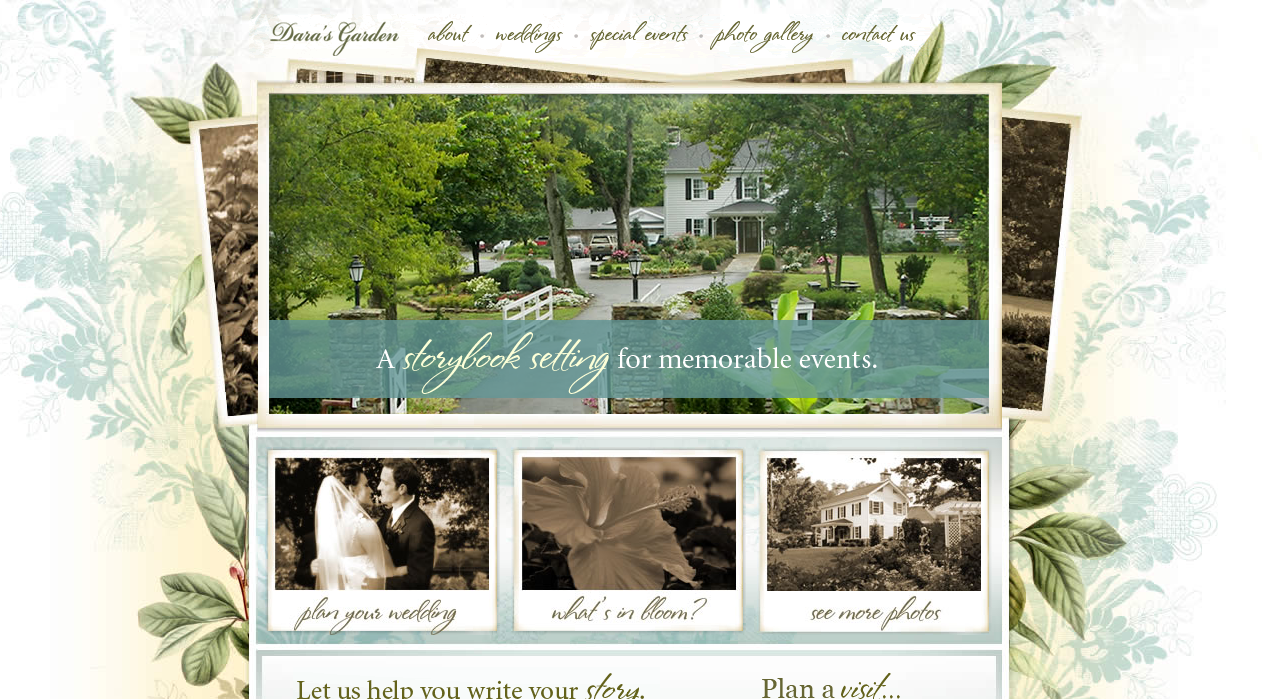 Dara's Garden about • weddings • special events • photo gallery • contact us
A storybook setting for memorable events.
plan your wedding
what's in bloom?
see more photos
Let us help you write your story.
Plan a visit...